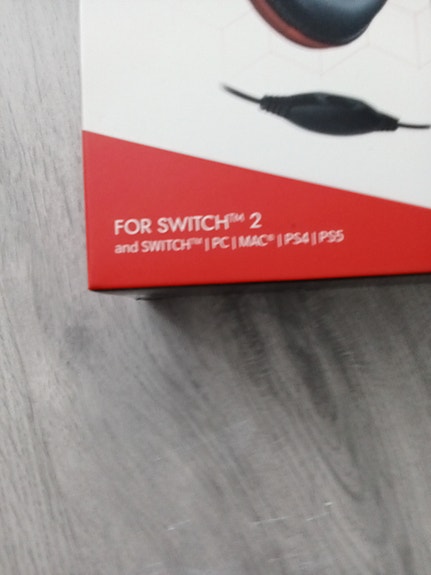 FOR SWITCH™ 2
and SWITCH™ | PC | MAC® | PS4 | PS5